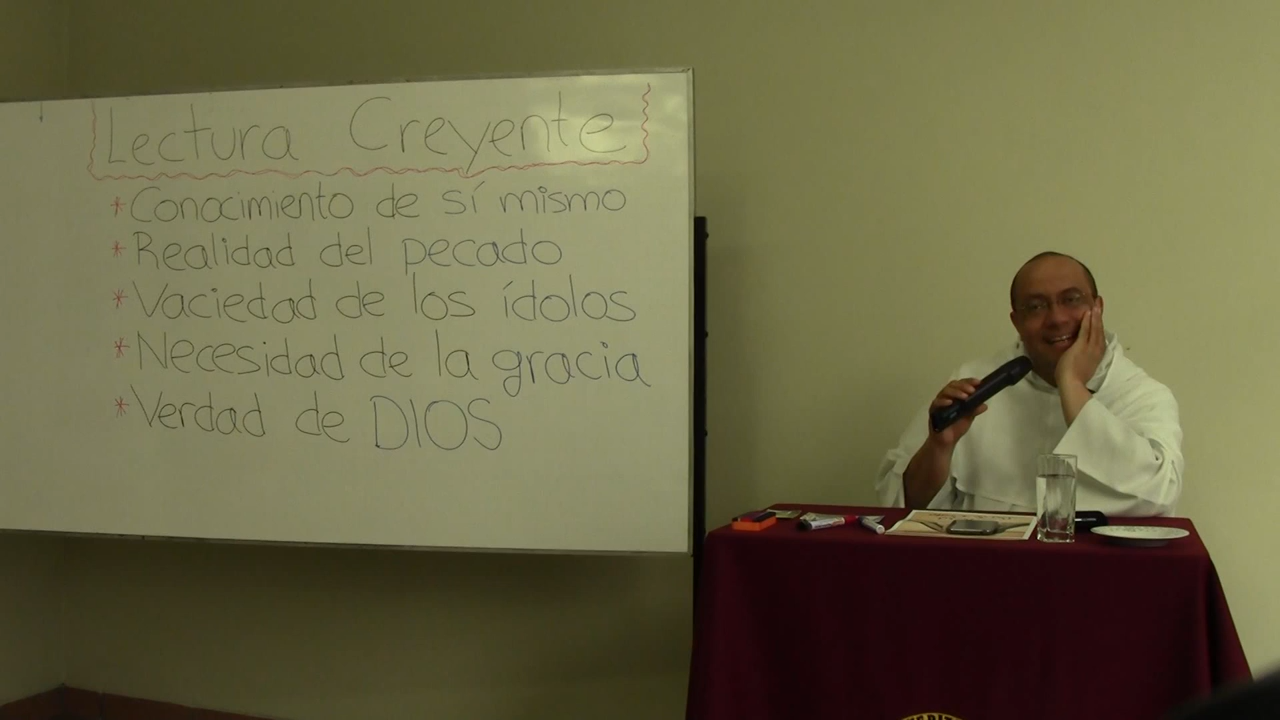 Lectura Creyente
* Conocimiento de sí mismo
* Realidad del pecado
* Vaciedad de los ídolos
* Necesidad de la gracia
* Verdad de DIOS